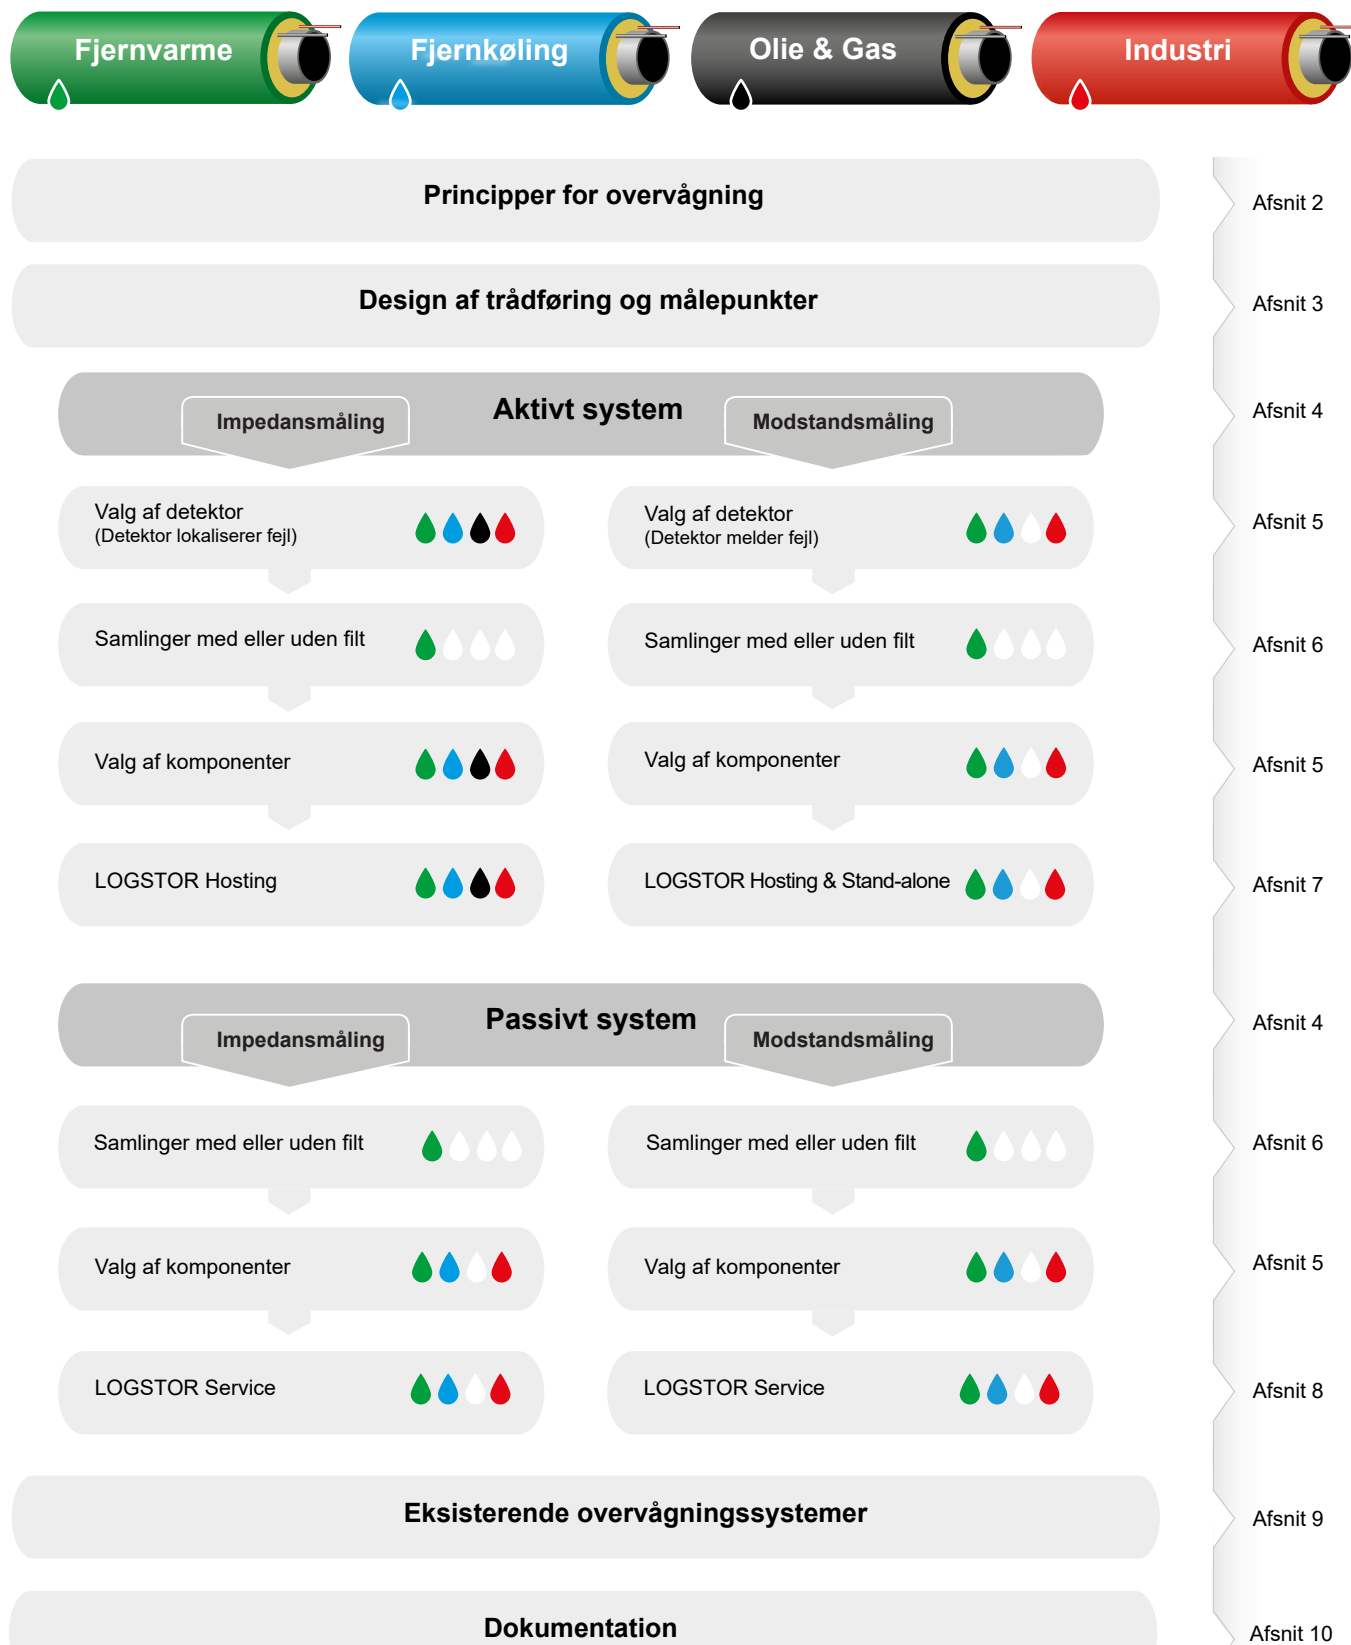 Fjernvarme
Fjernkøling
Olie & Gas
Industri
Principper for overvågning
Afsnit 2
Design af trådføring og målepunkter
Afsnit 3
Aktivt system
Impedansmåling
Modstandsmåling
Afsnit 4
Valg af detektor
(Detektor lokaliserer fejl)
Valg af detektor
(Detektor melder fejl)
Afsnit 5
Samlinger med eller uden filt
Samlinger med eller uden filt
Afsnit 6
Valg af komponenter
Valg af komponenter
Afsnit 5
LOGSTOR Hosting
LOGSTOR Hosting & Stand-alone
Afsnit 7
Passivt system
Impedansmåling
Modstandsmåling
Afsnit 4
Samlinger med eller uden filt
Samlinger med eller uden filt
Afsnit 6
Valg af komponenter
Valg af komponenter
Afsnit 5
LOGSTOR Service
LOGSTOR Service
Afsnit 8
Eksisterende overvågningssystemer
Afsnit 9
Dokumentation
Afsnit 10